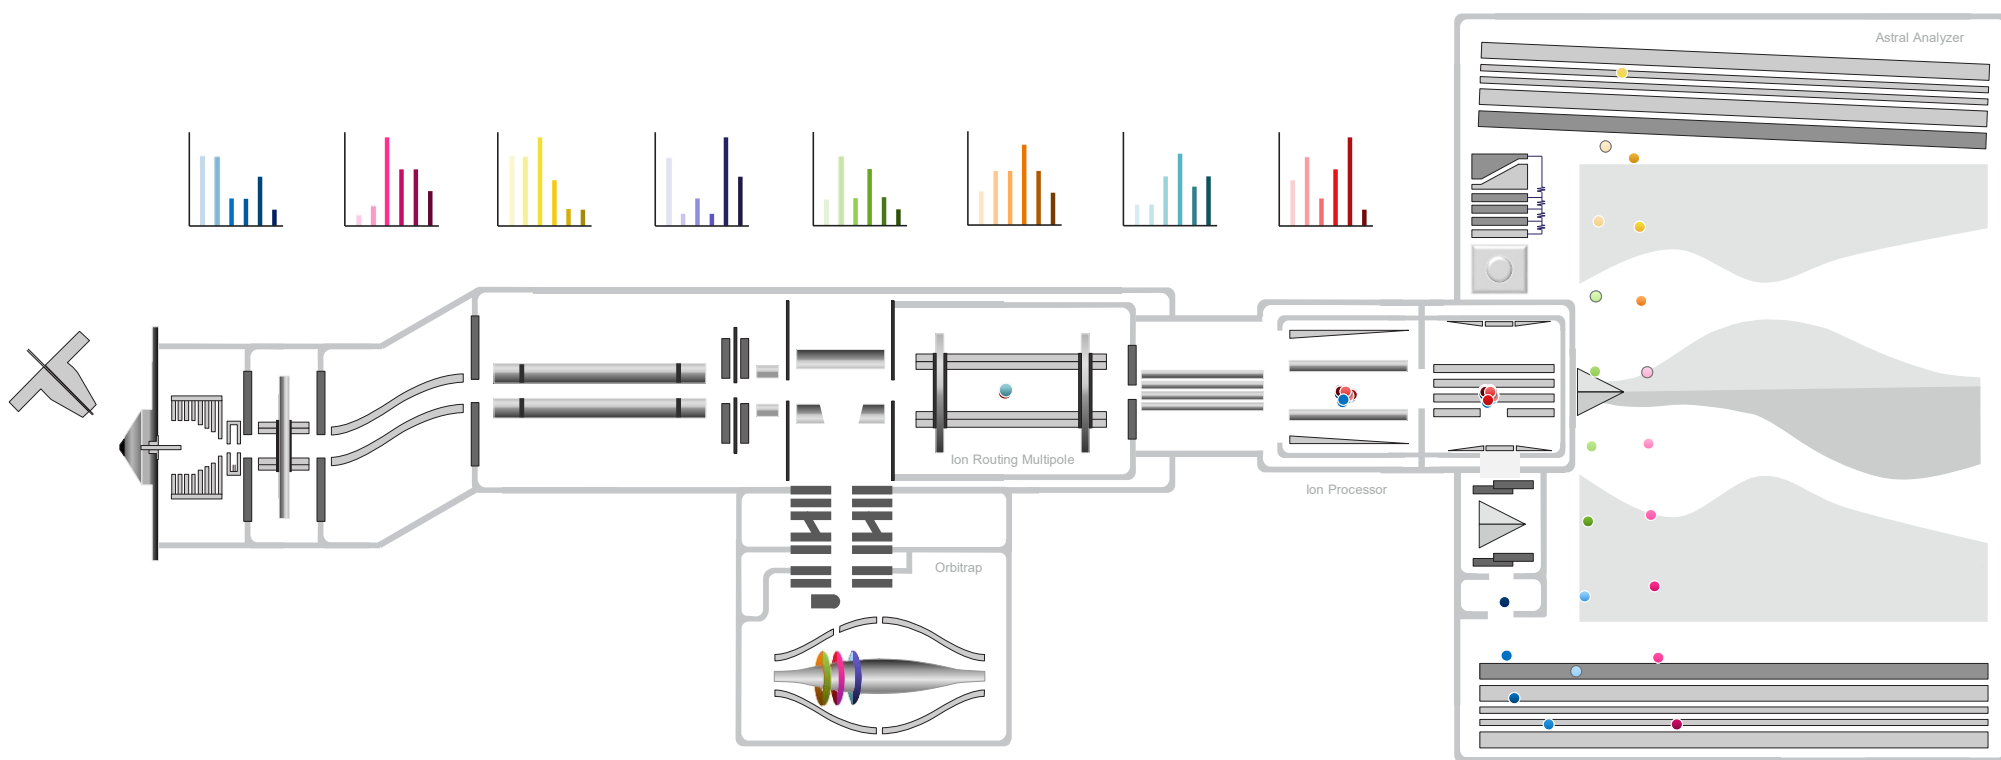 Astral Analyzer
Ion Routing Multipole
Ion Processor
Orbitrap